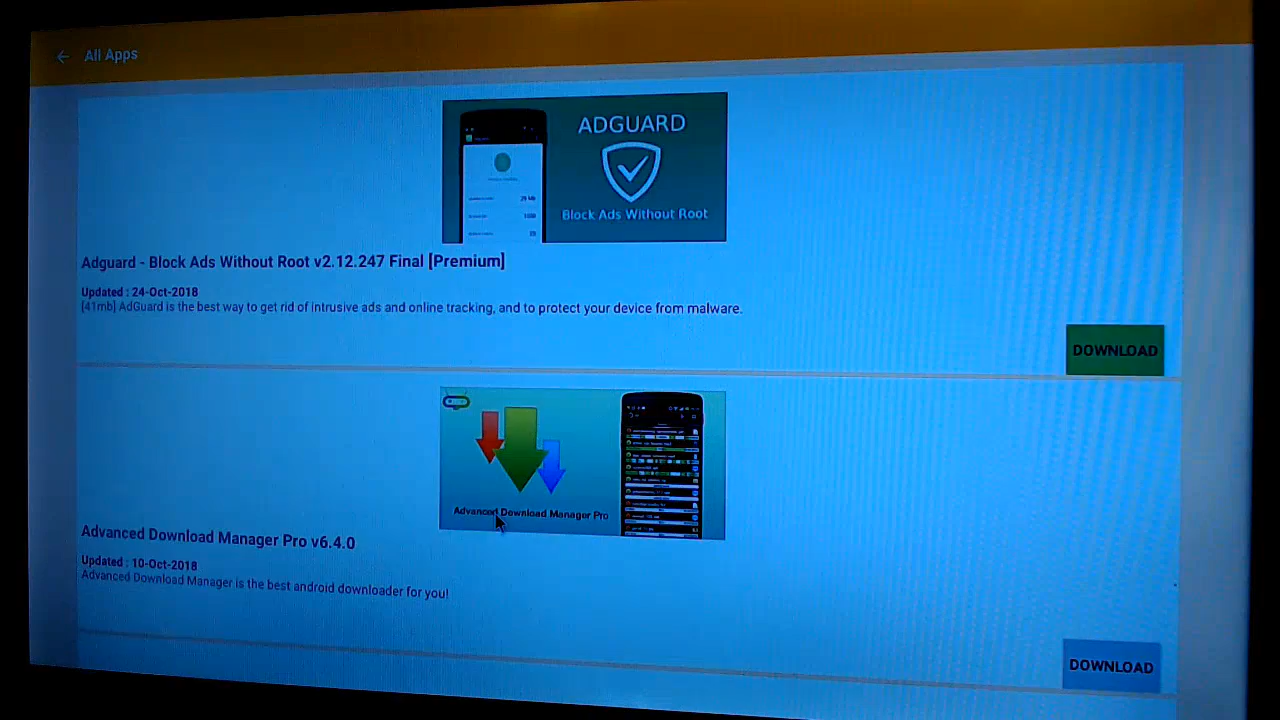 All Apps
ADGUARD
Block Ads Without Root
Adguard - Block Ads Without Root v2.12.247 Final [Premium]
Updated : 24-Oct-2018
[41mb] AdGuard is the best way to get rid of intrusive ads and online tracking, and to protect your device from malware.
DOWNLOAD
Advanced Download Manager Pro
Advanced Download Manager Pro v6.4.0
Updated : 10-Oct-2018
Advanced Download Manager is the best android downloader for you!
DOWNLOAD